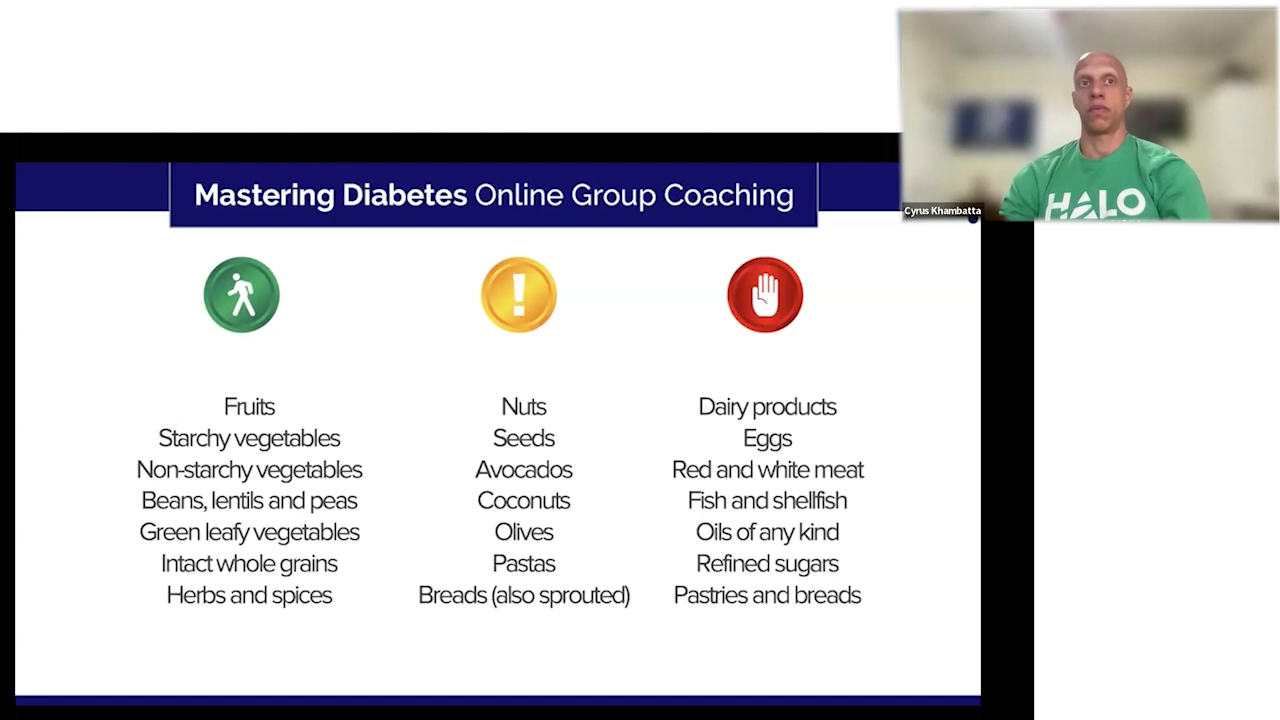 HALO
Cyrus Khambatta
Mastering Diabetes Online Group Coaching
Fruits
Starchy vegetables
Non-starchy vegetables
Beans, lentils and peas
Green leafy vegetables
Intact whole grains
Herbs and spices
Nuts
Seeds
Avocados
Coconuts
Olives
Pastas
Breads (also sprouted)
Dairy products
Eggs
Red and white meat
Fish and shellfish
Oils of any kind
Refined sugars
Pastries and breads